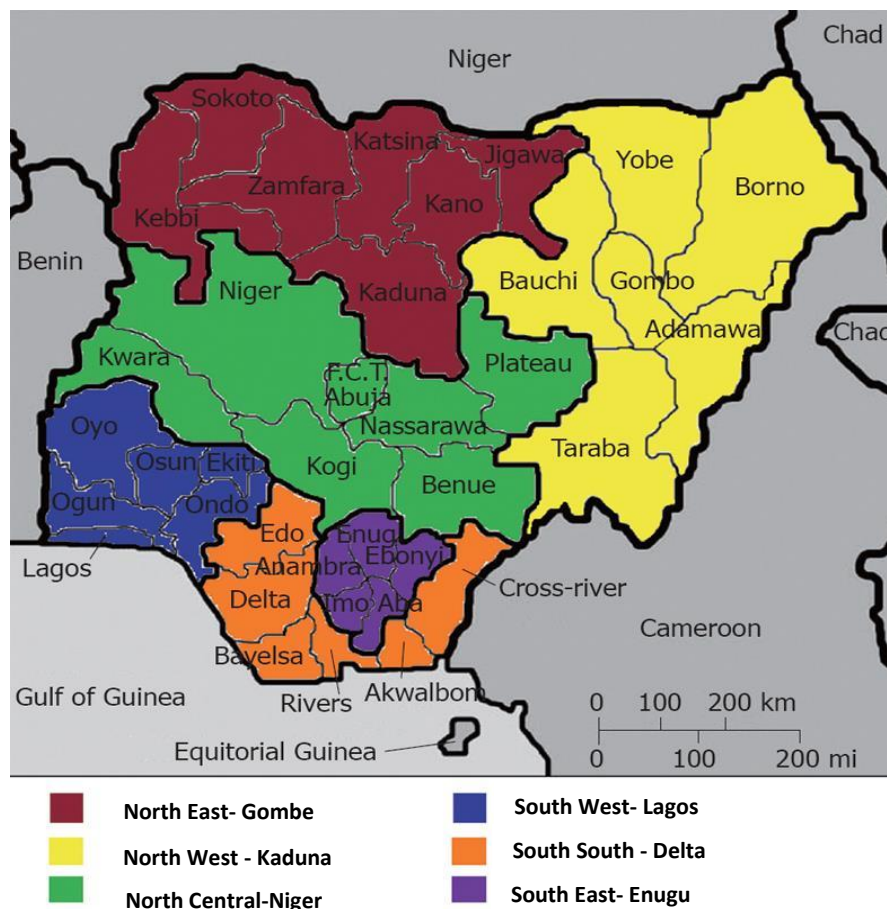 Chad
Niger
Sokoto
Katsina
Jigawa
Yobe
Borno
Zamfara
Kano
Kebbi
Benin
Niger
Kaduna
Bauchi
Gombo
Adamawa
Chad
Kwara
F.C.T.
Abuja
Plateau
Nassarawa
Oyo
Taraba
Osun
Ekiti
Kogi
Benue
Ogun
Ondo
Edo
Enug
Ebonyi
Lagos
Anambra
Cross-river
Delta
Imo
Aba
Cameroon
Bayelsa
Gulf of Guinea
Rivers
Akwalbom
0 100 200 km
Equitorial Guinea
0 100 200 mi
North East- Gombe
South West- Lagos
North West - Kaduna
South South - Delta
North Central-Niger
South East- Enugu